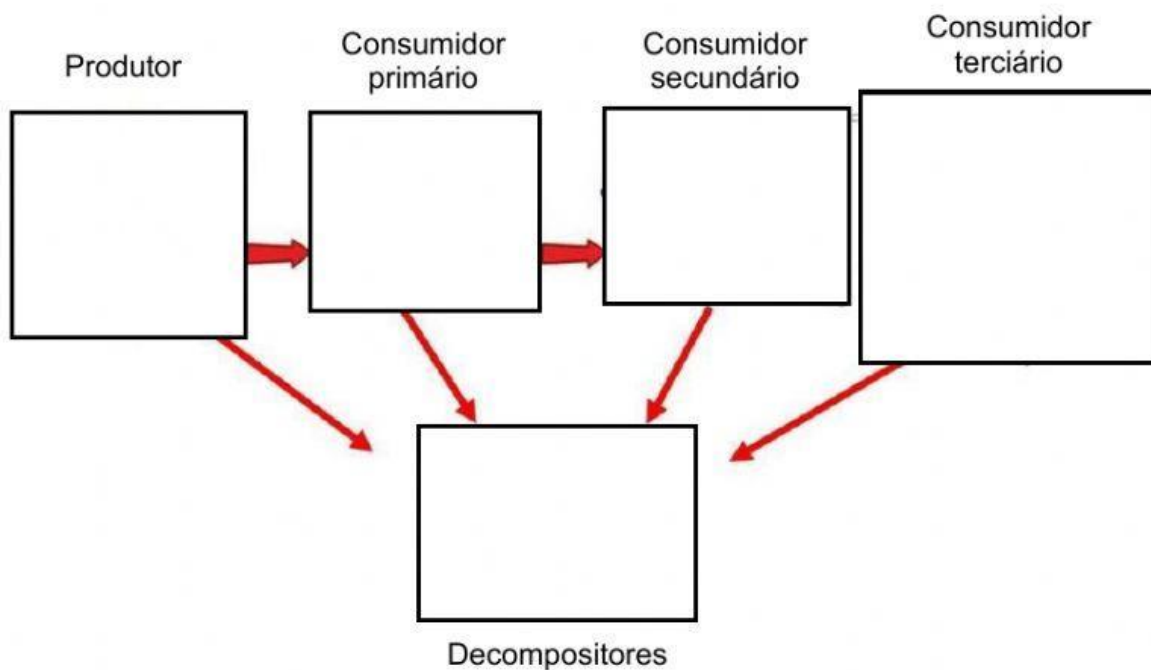 Produtor
Consumidor
primário
Consumidor
secundário
Consumidor
terciário
Decompositores